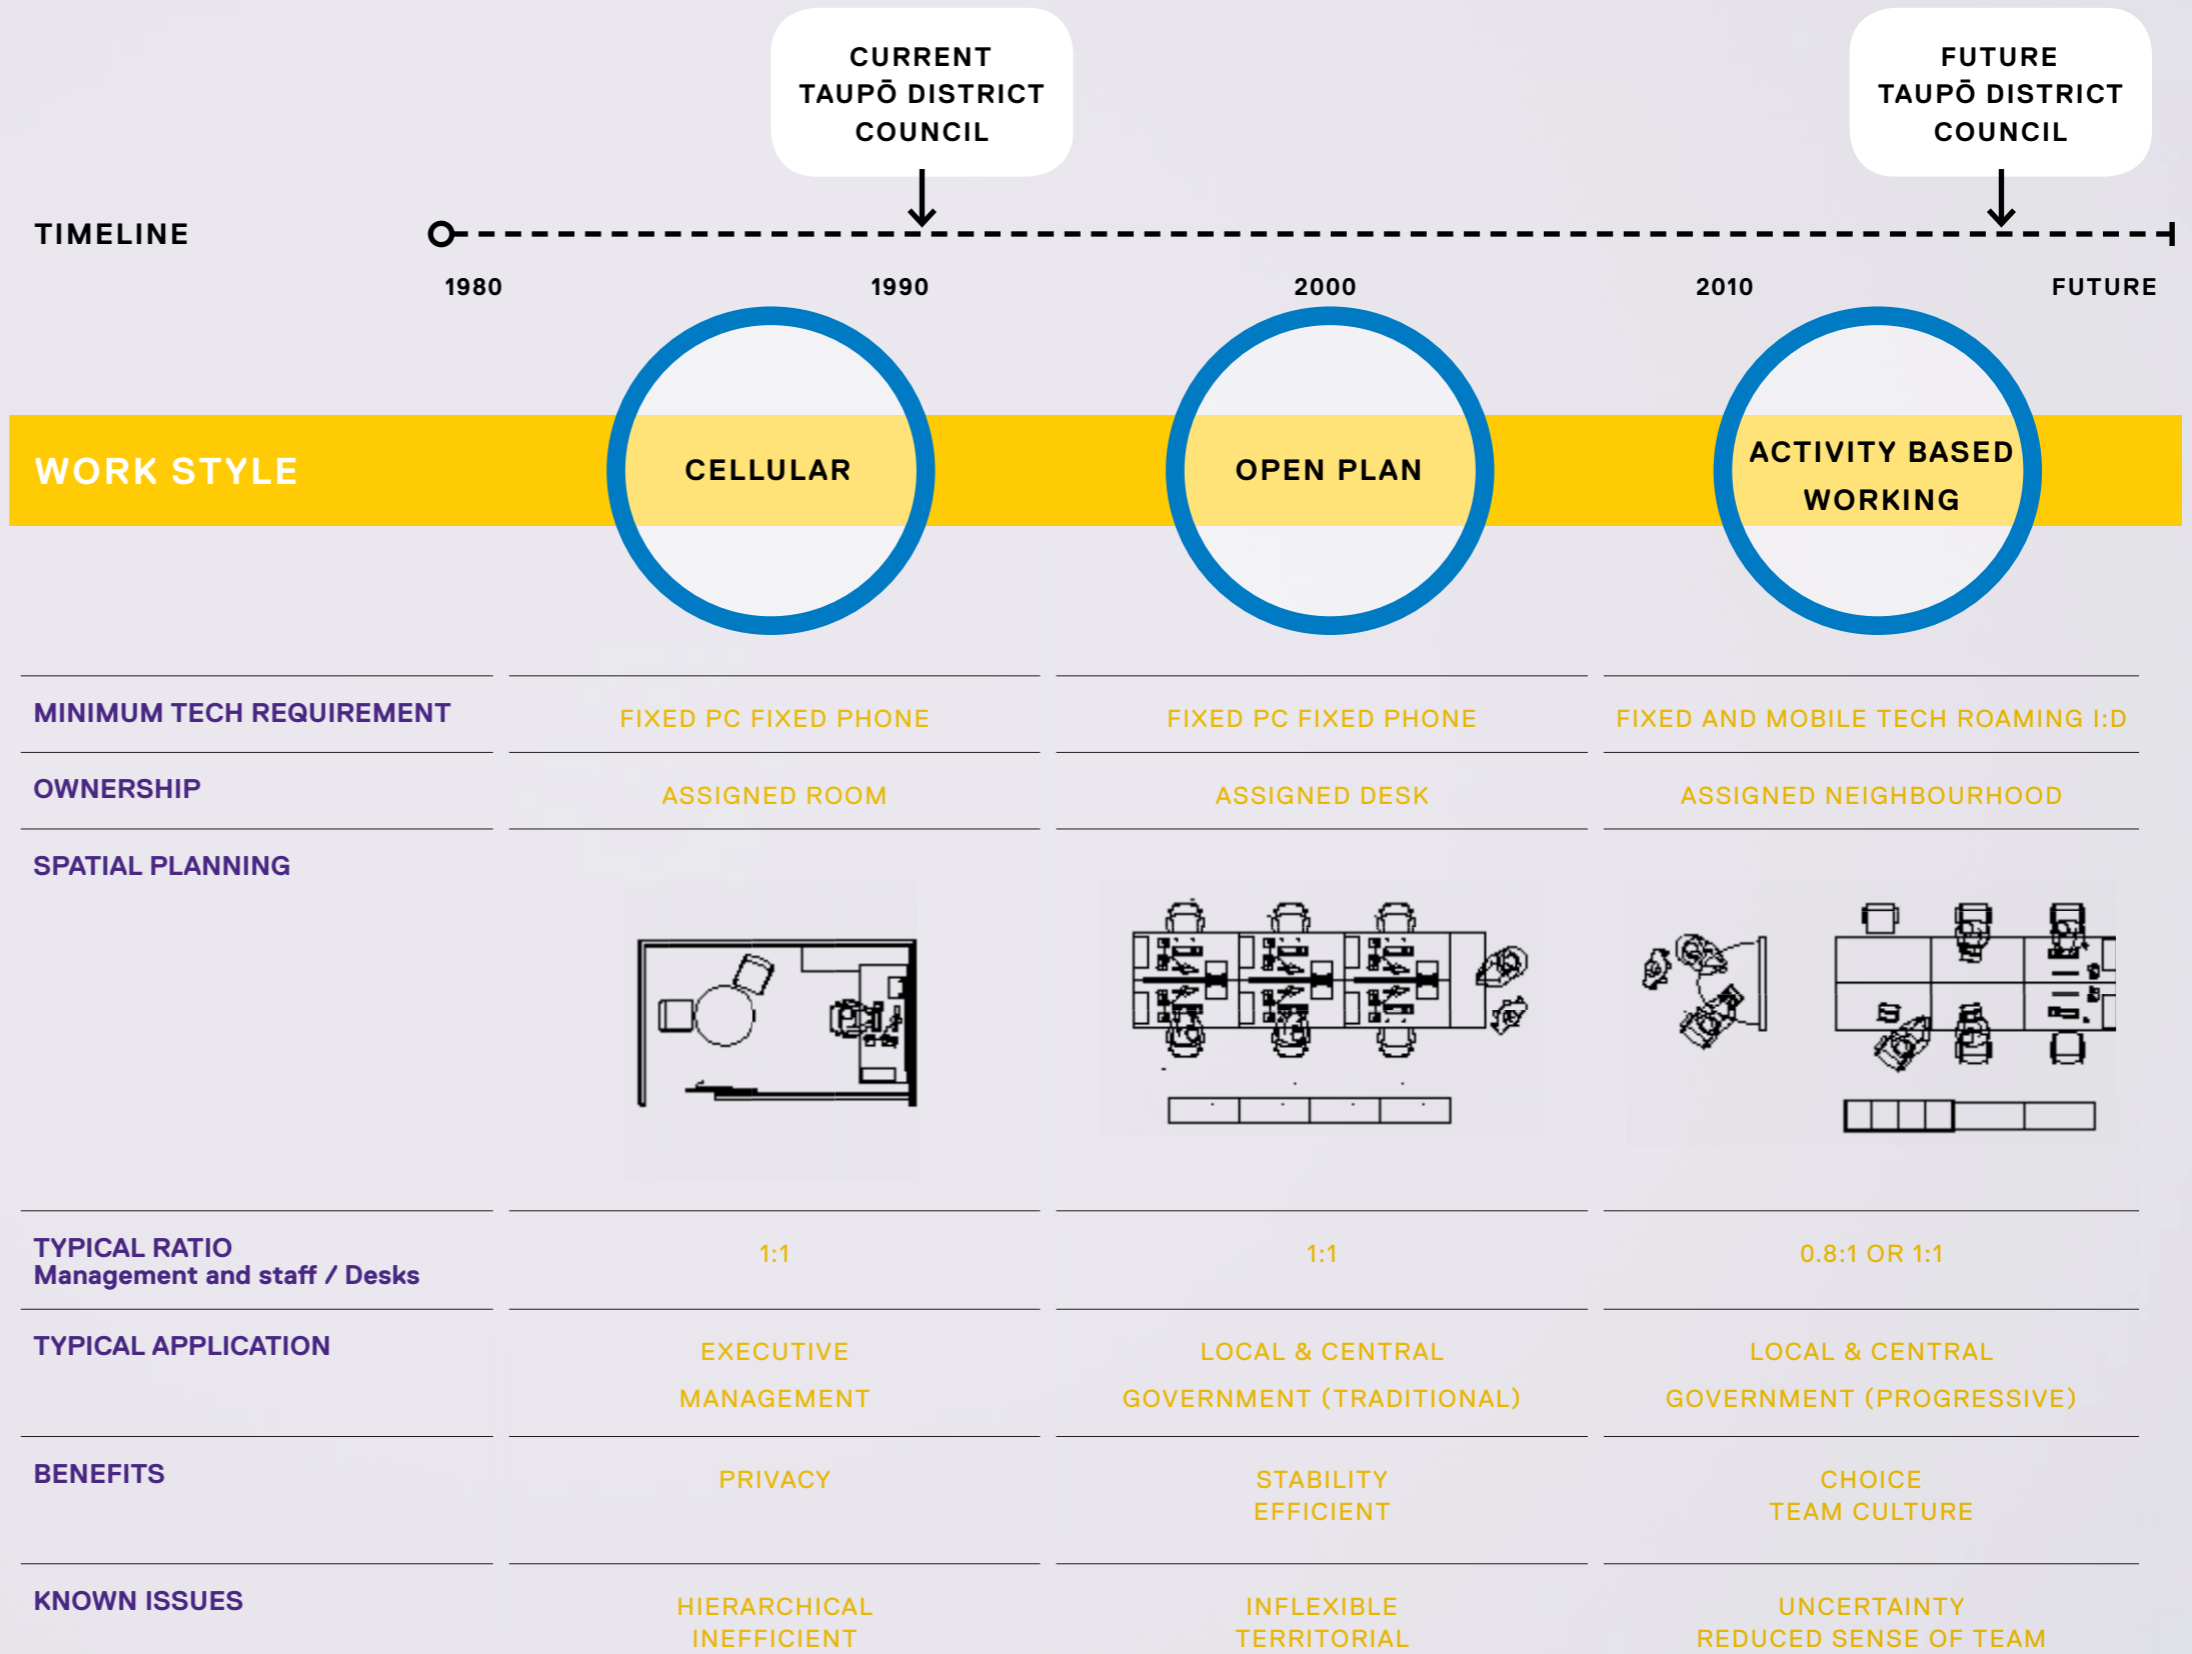 CURRENT
TAUPŌ DISTRICT
COUNCIL
FUTURE
TAUPŌ DISTRICT
COUNCIL
TIMELINE
1980
1990
2000
2010
FUTURE
WORK STYLE
CELLULAR
OPEN PLAN
ACTIVITY BASED
WORKING
MINIMUM TECH REQUIREMENT
FIXED PC FIXED PHONE
FIXED PC FIXED PHONE
FIXED AND MOBILE TECH ROAMING I:D
OWNERSHIP
ASSIGNED ROOM
ASSIGNED DESK
ASSIGNED NEIGHBOURHOOD
SPATIAL PLANNING
TYPICAL RATIO
Management and staff / Desks
1:1
1:1
0.8:1 OR 1:1
TYPICAL APPLICATION
EXECUTIVE
MANAGEMENT
LOCAL & CENTRAL
GOVERNMENT (TRADITIONAL)
LOCAL & CENTRAL
GOVERNMENT (PROGRESSIVE)
BENEFITS
PRIVACY
STABILITY
EFFICIENT
CHOICE
TEAM CULTURE
KNOWN ISSUES
HIERARCHICAL
INEFFICIENT
INFLEXIBLE
TERRITORIAL
UNCERTAINTY
REDUCED SENSE OF TEAM